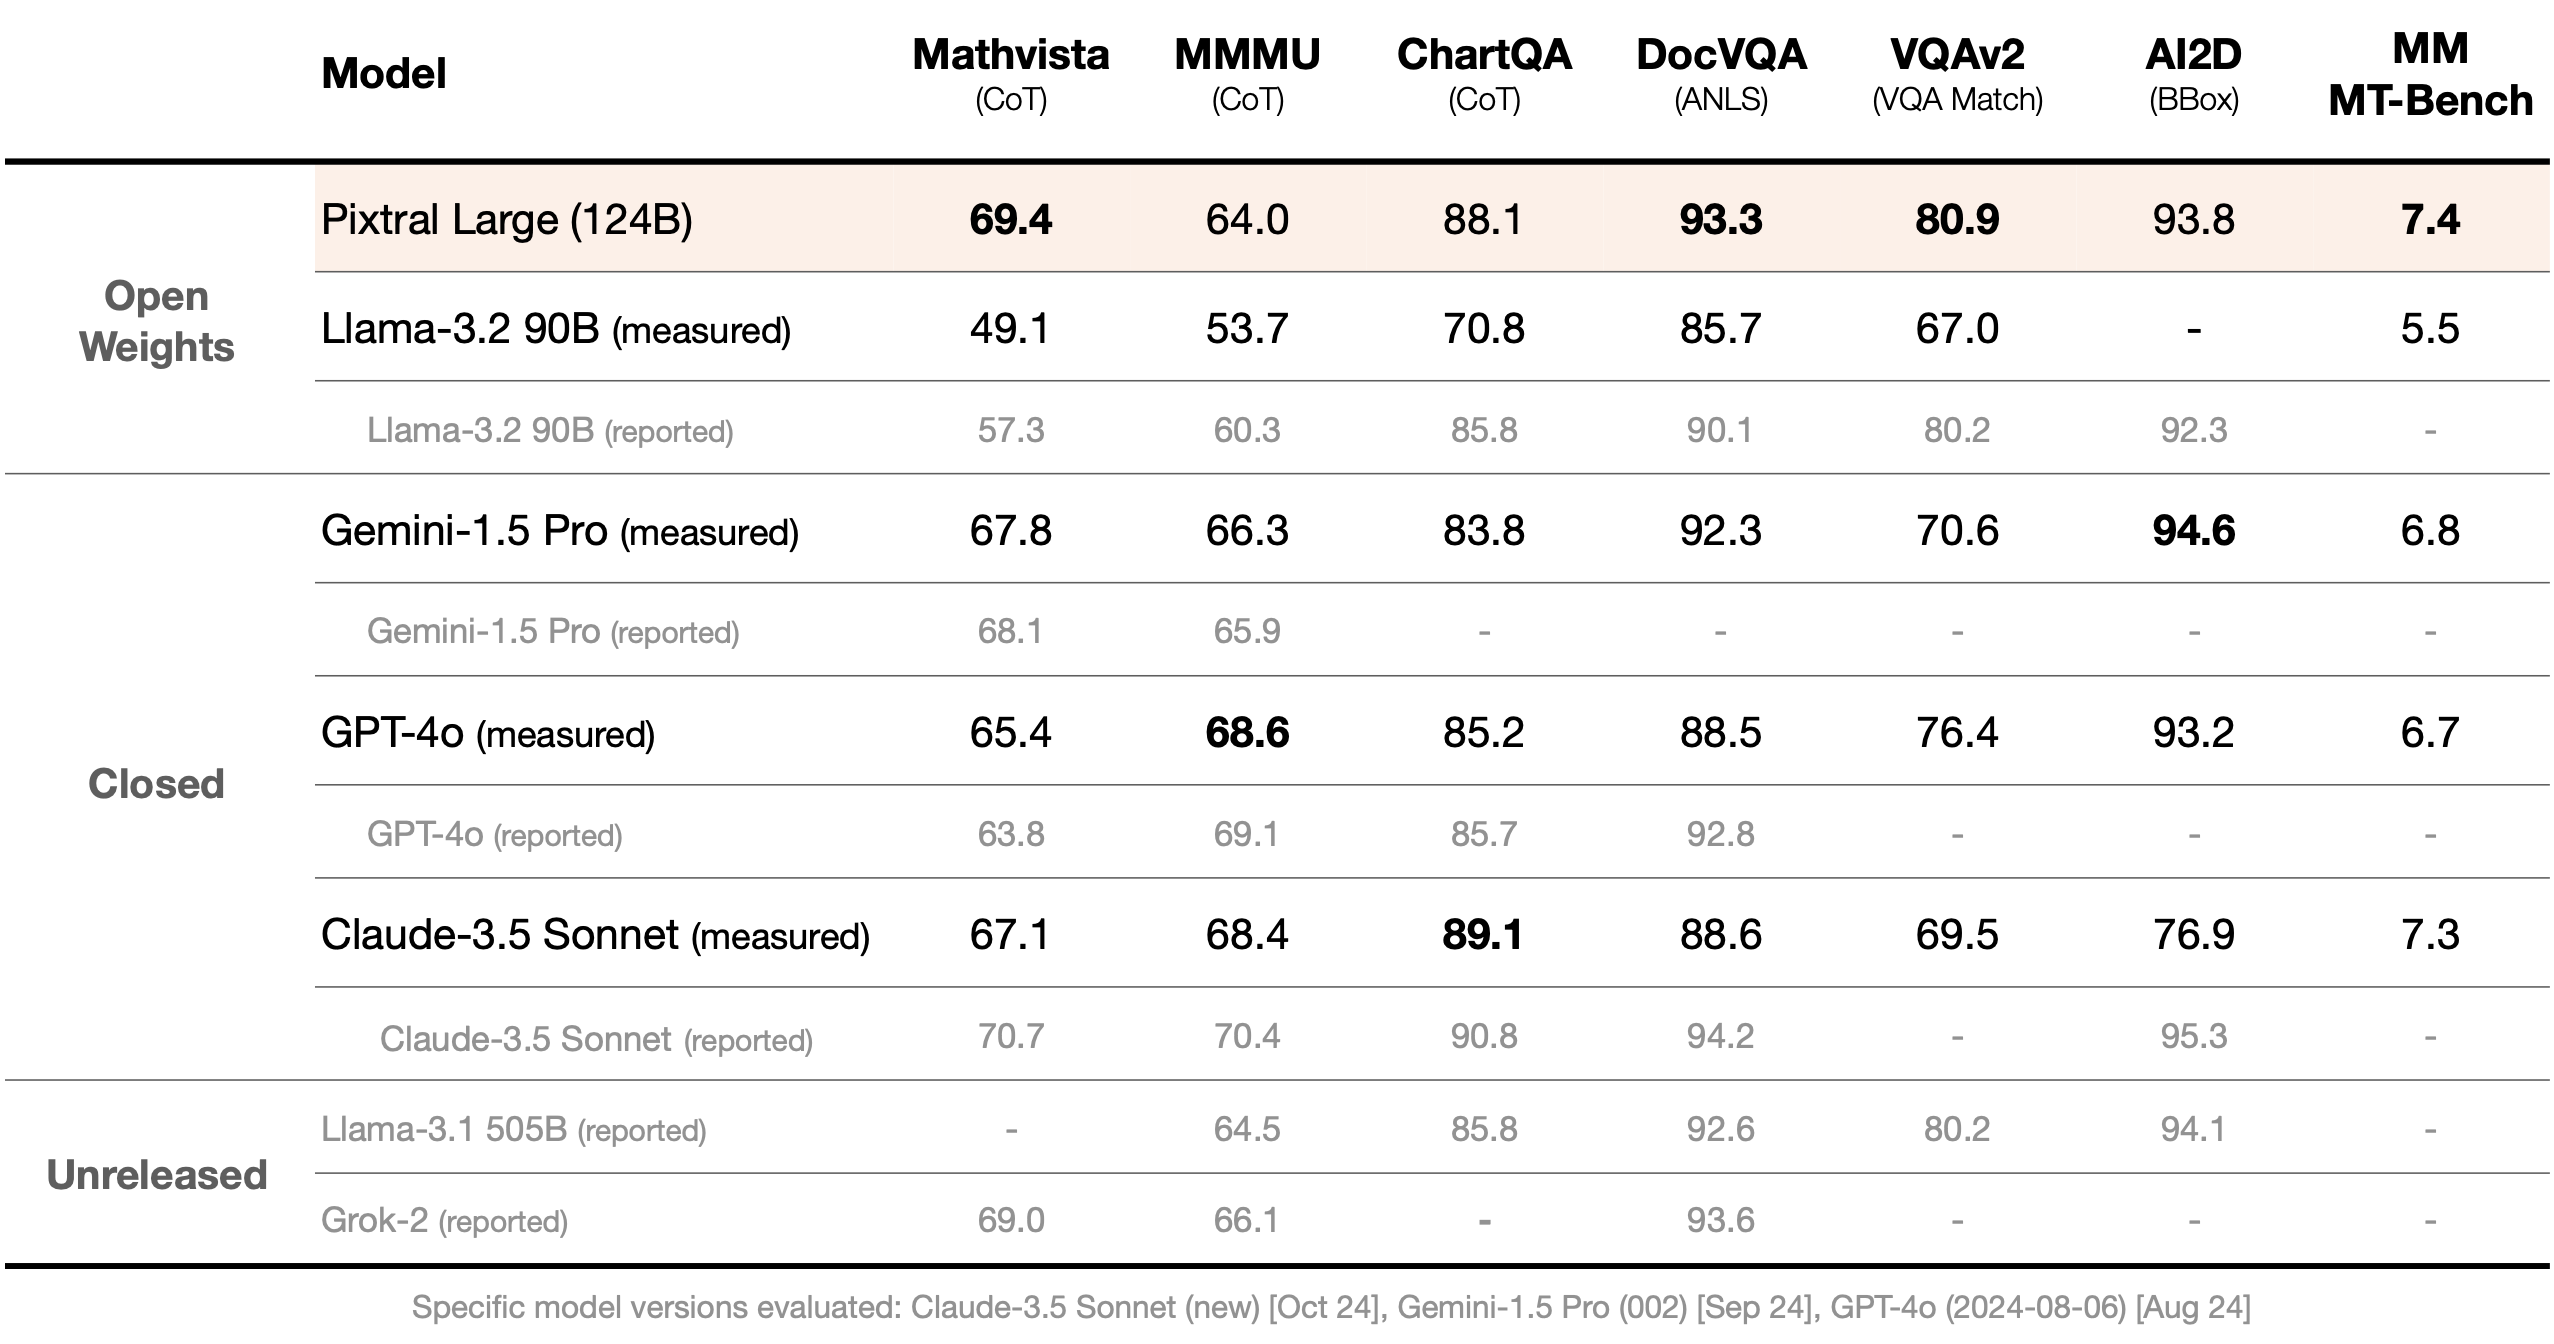 Model Mathvista (CoT) MMMU (CoT) ChartQA (CoT) DocVQA (ANLS) VQAv2 (VQA Match) AI2D (BBox) MM MT-Bench
Open Weights
Pixtral Large (124B) 69.4 64.0 88.1 93.3 80.9 93.8 7.4
Llama-3.2 90B (measured) 49.1 53.7 70.8 85.7 67.0 - 5.5
Llama-3.2 90B (reported) 57.3 60.3 85.8 90.1 80.2 92.3 -
Closed
Gemini-1.5 Pro (measured) 67.8 66.3 83.8 92.3 70.6 94.6 6.8
Gemini-1.5 Pro (reported) 68.1 65.9 - - - - -
GPT-4o (measured) 65.4 68.6 85.2 88.5 76.4 93.2 6.7
GPT-4o (reported) 63.8 69.1 85.7 92.8 - - -
Claude-3.5 Sonnet (measured) 67.1 68.4 89.1 88.6 69.5 76.9 7.3
Claude-3.5 Sonnet (reported) 70.7 70.4 90.8 94.2 - 95.3 -
Unreleased
Llama-3.1 505B (reported) - 64.5 85.8 92.6 80.2 94.1 -
Grok-2 (reported) 69.0 66.1 - 93.6 - - -
Specific model versions evaluated: Claude-3.5 Sonnet (new) [Oct 24], Gemini-1.5 Pro (002) [Sep 24], GPT-4o (2024-08-06) [Aug 24]